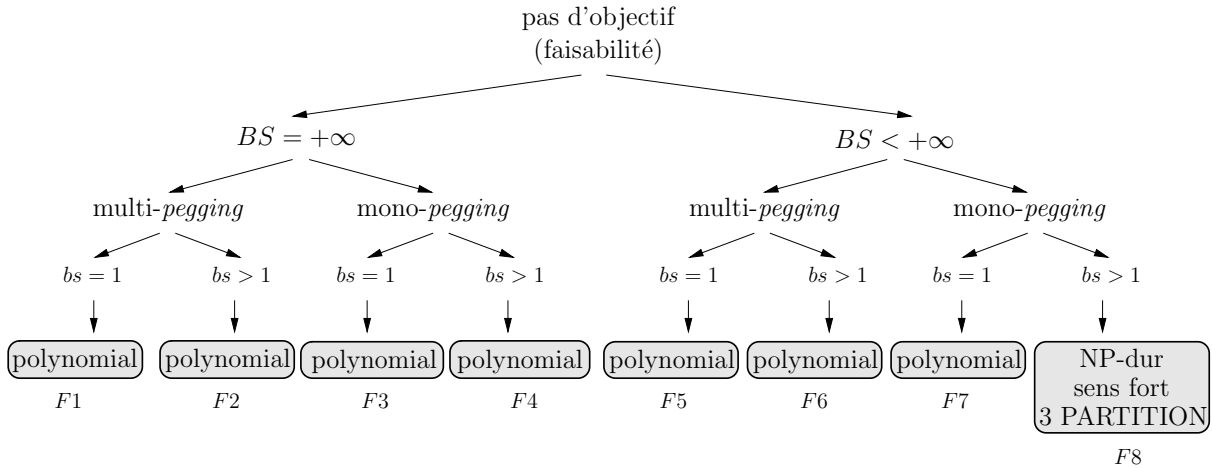 pas d'objectif
(faisabilité)
BS = +∞
BS < +∞
multi-pegging
mono-pegging
multi-pegging
mono-pegging
bs = 1
bs > 1
bs = 1
bs > 1
bs = 1
bs > 1
bs = 1
bs > 1
polynomial
polynomial
polynomial
polynomial
polynomial
polynomial
polynomial
NP-dur
sens fort
3 PARTITION
F1
F2
F3
F4
F5
F6
F7
F8